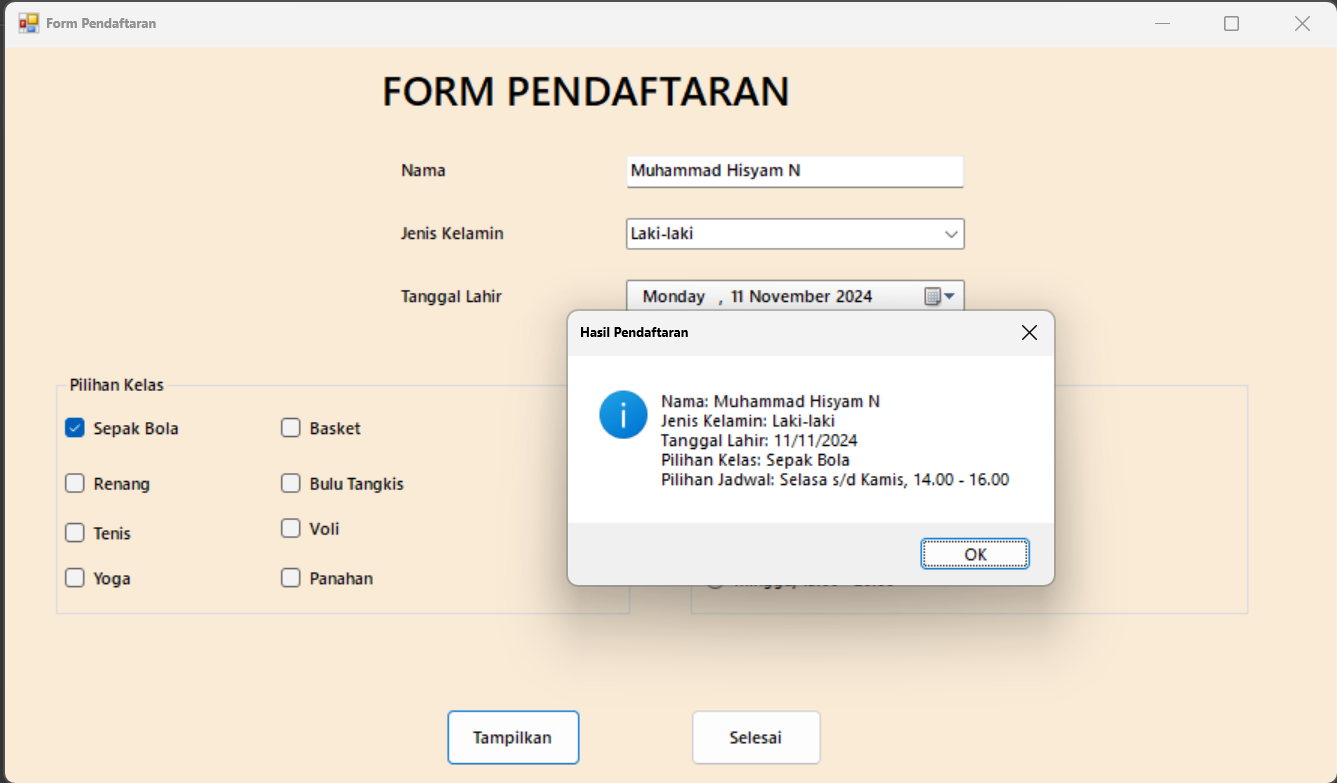 Form Pendaftaran
FORM PENDAFTARAN
Nama
Muhammad Hisyam N
Jenis Kelamin
Laki-laki
Tanggal Lahir
Monday , 11 November 2024
Hasil Pendaftaran
Nama: Muhammad Hisyam N
Jenis Kelamin: Laki-laki
Tanggal Lahir: 11/11/2024
Pilihan Kelas: Sepak Bola
Pilihan Jadwal: Selasa s/d Kamis, 14.00 - 16.00
OK
Pilihan Kelas
Sepak Bola
Basket
Renang
Bulu Tangkis
Tenis
Voli
Yoga
Panahan
Tampilkan
Selesai